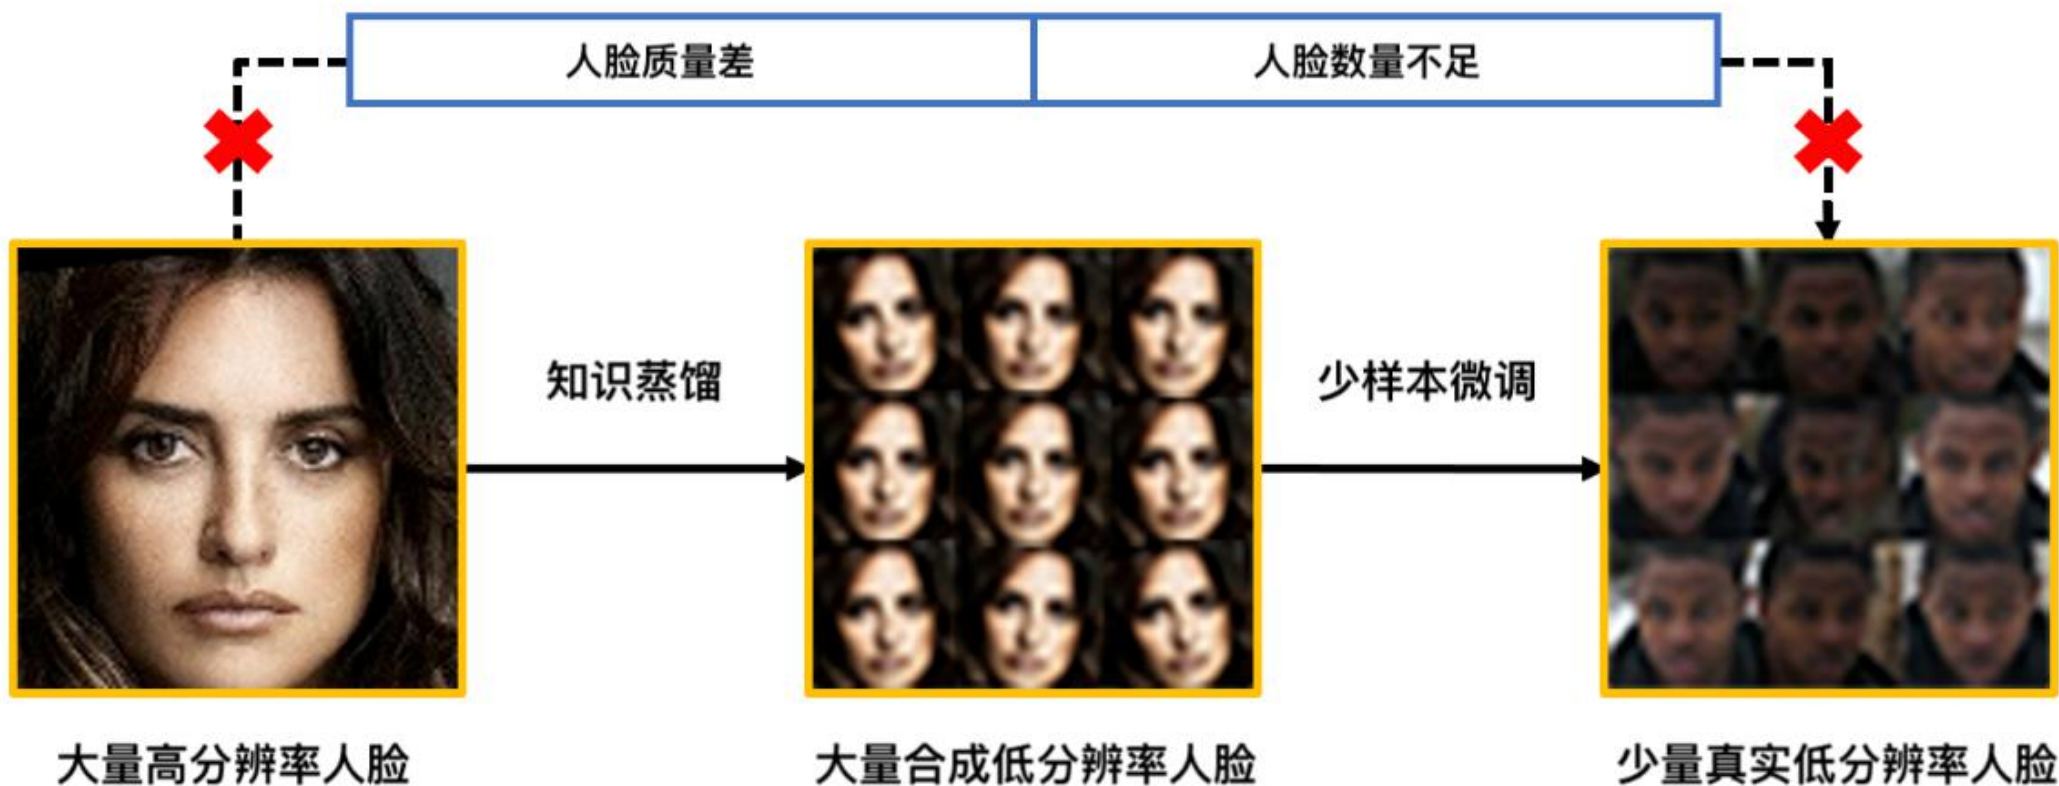 人脸质量差
人脸数量不足
知识蒸馏
少样本微调
大量高分辨率人脸
大量合成低分辨率人脸
少量真实低分辨率人脸